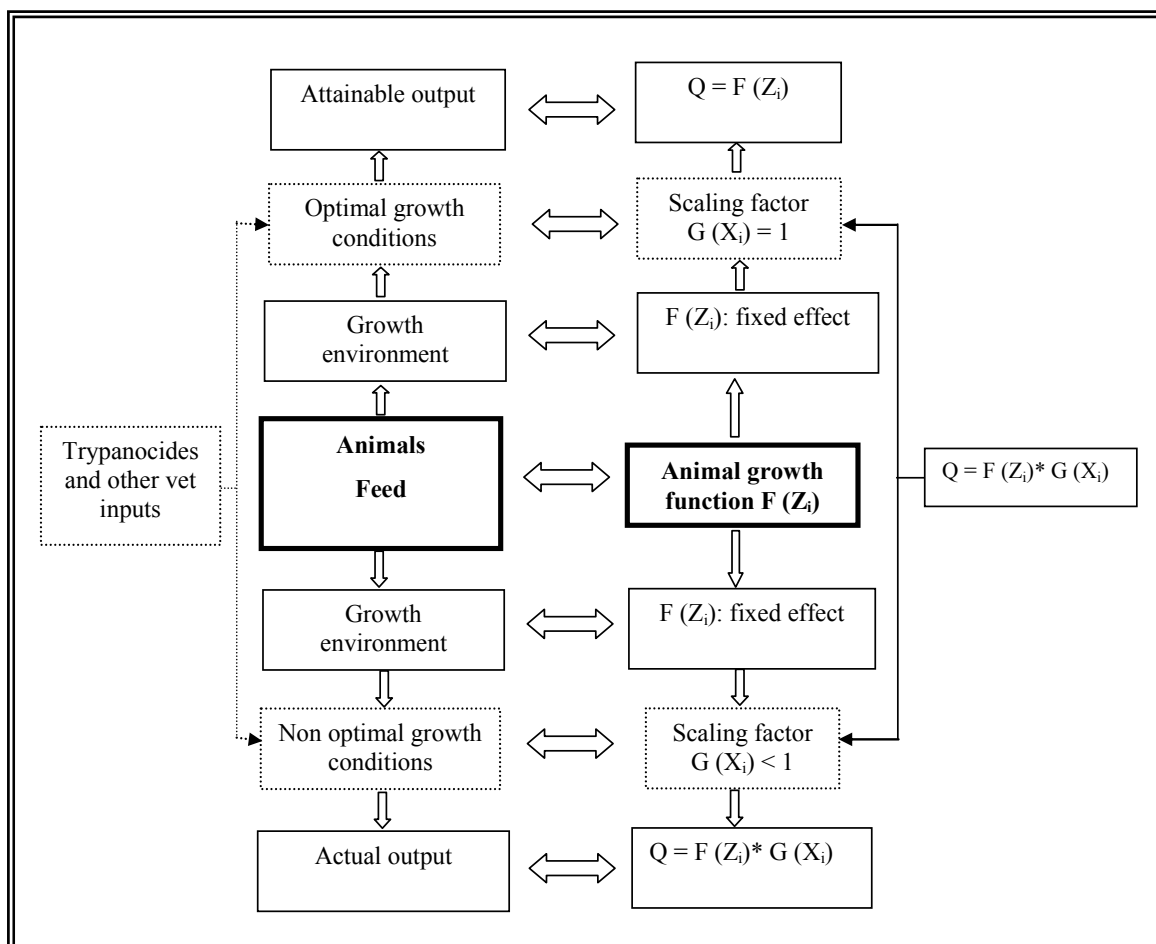 Attainable output
Q = F (Zi)
Optimal growth
conditions
Scaling factor
G (Xi) = 1
Growth
environment
F (Zi): fixed effect
Trypanocides
and other vet
inputs
Animals
Feed
Animal growth
function F (Zi)
Q = F (Zi)* G (Xi)
Growth
environment
F (Zi): fixed effect
Non optimal growth
conditions
Scaling factor
G (Xi) < 1
Actual output
Q = F (Zi)* G (Xi)